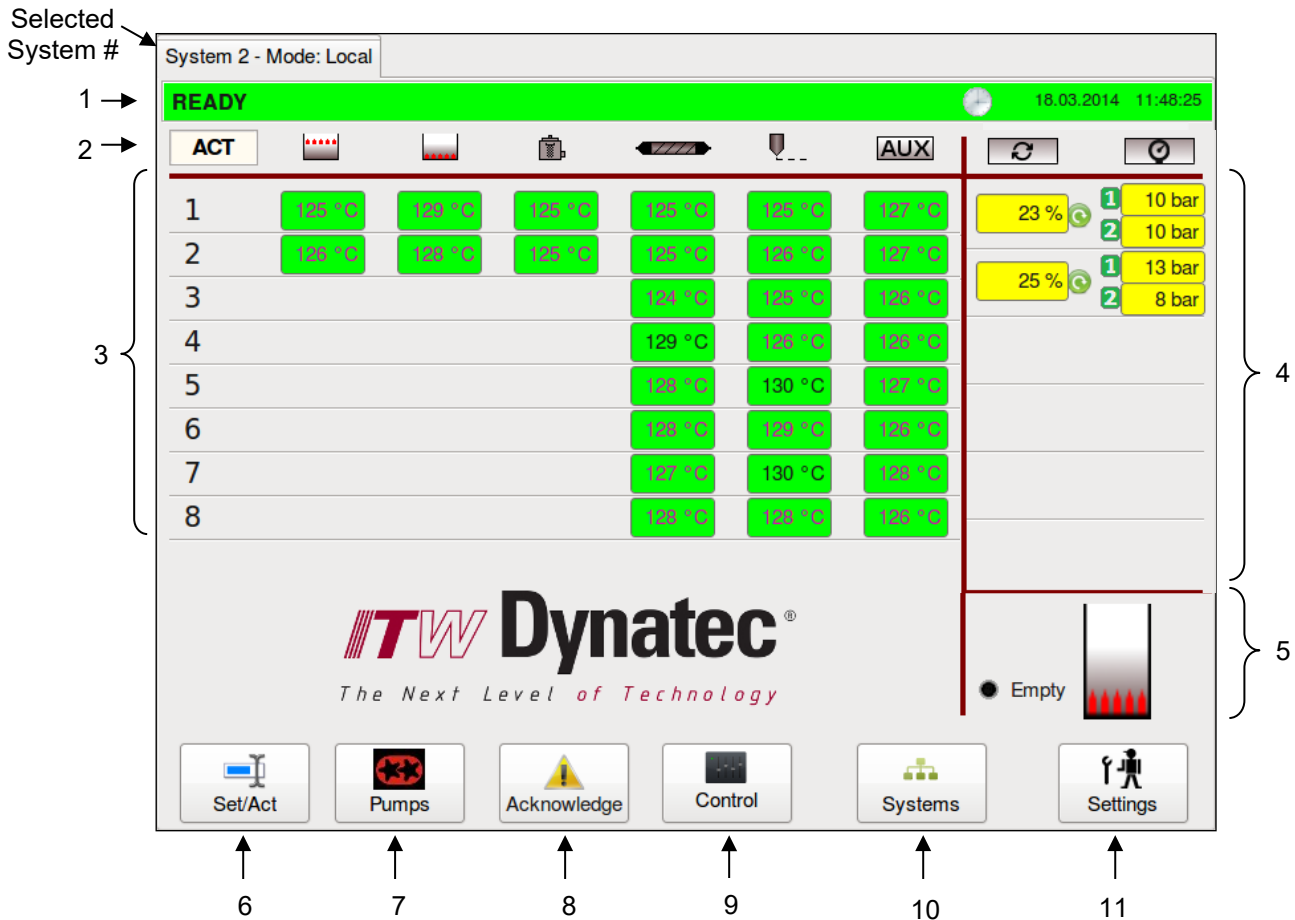 Selected
System #
System 2 - Mode: Local
1
READY 18.03.2014 11:48:25
2
ACT AUX
3
4
1 125 °C 129 °C 125 °C 125 °C 125 °C 127 °C 23 % 1 10 bar
2 10 bar
2 126 °C 128 °C 125 °C 125 °C 126 °C 127 °C 25 % 1 13 bar
2 8 bar
3 124 °C 125 °C 126 °C
4 129 °C 126 °C 126 °C
5 128 °C 130 °C 127 °C
6 128 °C 129 °C 126 °C
7 127 °C 130 °C 128 °C
8 128 °C 128 °C 126 °C
ITW Dynatec®
The Next Level of Technology
Empty
5
Set/Act Pumps Acknowledge Control Systems Settings
6 7 8 9 10 11